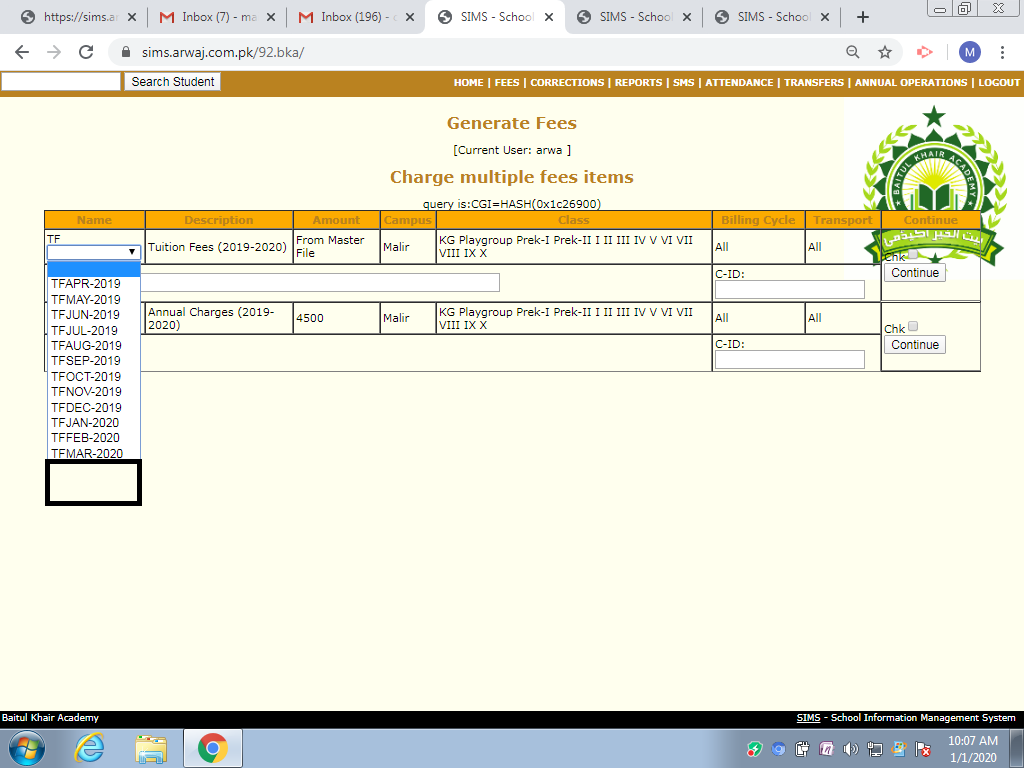 https://sims.ar
Inbox (7) - ma
Inbox (196) - c
SIMS - School
SIMS - School
SIMS - School
sims.arwaj.com.pk/92.bka/
M
Search Student
HOME | FEES | CORRECTIONS | REPORTS | SMS | ATTENDANCE | TRANSFERS | ANNUAL OPERATIONS | LOGOUT
Generate Fees
[Current User: arwa ]
Charge multiple fees items
query is:CGI=HASH(0x1c26900)
BAITUL KHAIR ACADEMY
بيت الخير اكيڈمی
Name Description Amount Campus Class Billing Cycle Transport Continue
TF
Tuition Fees (2019-2020)
From Master
File
Malir
KG Playgroup Prek-I Prek-II I II III IV V VI VII
VIII IX X
All
All
Chk
Continue
C-ID:
Annual Charges (2019-
2020)
4500
Malir
KG Playgroup Prek-I Prek-II I II III IV V VI VII
VIII IX X
All
All
Chk
Continue
C-ID:
TFAPR-2019
TFMAY-2019
TFJUN-2019
TFJUL-2019
TFAUG-2019
TFSEP-2019
TFOCT-2019
TFNOV-2019
TFDEC-2019
TFJAN-2020
TFFEB-2020
TFMAR-2020
Baitul Khair Academy
SIMS - School Information Management System
10:07 AM
1/1/2020